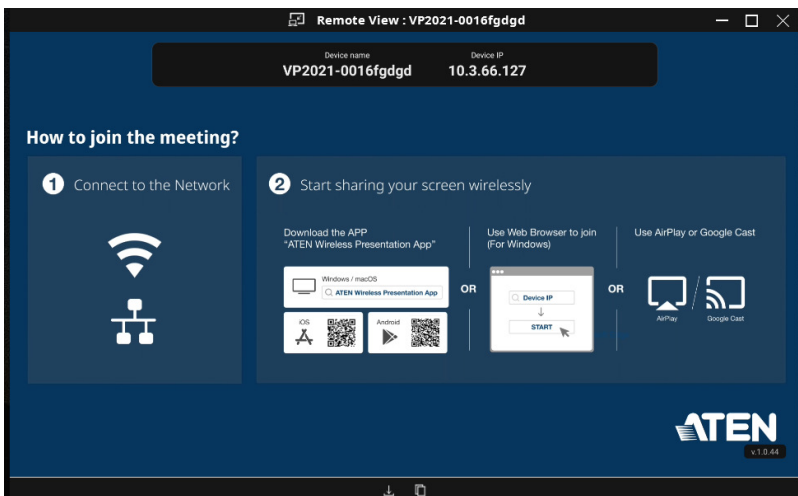 Remote View : VP2021-0016fgdgd
Device name
VP2021-0016fgdgd
Device IP
10.3.66.127
How to join the meeting?
1 Connect to the Network
2 Start sharing your screen wirelessly
Download the APP
“ATEN Wireless Presentation App”
Windows / macOS
ATEN Wireless Presentation App
iOS
Android
OR
Use Web Browser to join
(For Windows)
Device IP
START
OR
Use AirPlay or Google Cast
AirPlay
Google Cast
ATEN
v.1.0.44